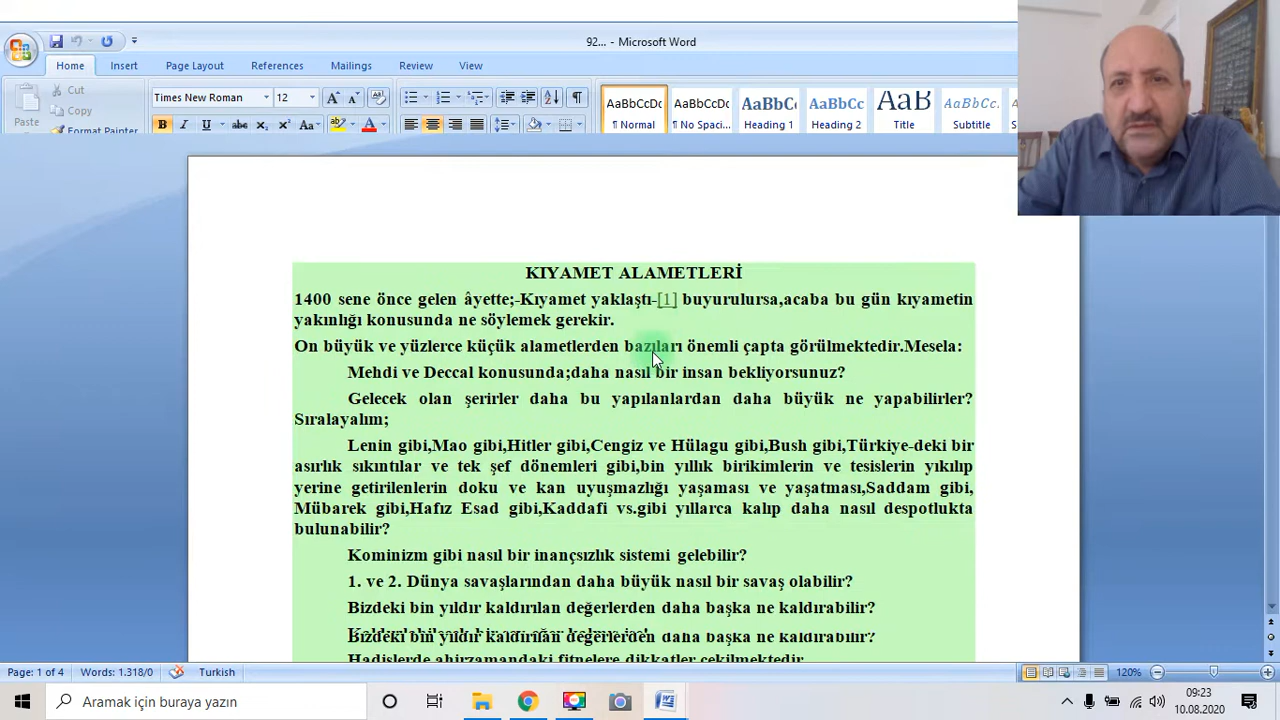 92... - Microsoft Word
Home Insert Page Layout References Mailings Review View
Cut
Copy
Paste
Format Painter
Times New Roman 12
AaBbCcDc AaBbCcDc AaBbCc AaBbCc AaB AaBbCc.
¶ Normal ¶ No Spaci... Heading 1 Heading 2 Title Subtitle
KIYAMET ALAMETLERİ
1400 sene önce gelen âyette;-Kıyamet yaklaştı-[1] buyurulursa,acaba bu gün kıyametin
yakınlığı konusunda ne söylemek gerekir.
On büyük ve yüzlerce küçük alametlerden bazıları önemli çapta görülmektedir.Mesela:
Mehdi ve Deccal konusunda;daha nasıl bir insan bekliyorsunuz?
Gelecek olan şerirler daha bu yapılanlardan daha büyük ne yapabilirler?
Sıralayalım;
Lenin gibi,Mao gibi,Hitler gibi,Cengiz ve Hülagu gibi,Bush gibi,Türkiye-deki bir
asırlık sıkıntılar ve tek şef dönemleri gibi,bin yıllık birikimlerin ve tesislerin yıkılıp
yerine getirilenlerin doku ve kan uyuşmazlığı yaşaması ve yaşatması,Saddam gibi,
Mübarek gibi,Hafız Esad gibi,Kaddafi vs.gibi yıllarca kalıp daha nasıl despotlukta
bulunabilir?
Kominizm gibi nasıl bir inançsızlık sistemi gelebilir?
1. ve 2. Dünya savaşlarından daha büyük nasıl bir savaş olabilir?
Bizdeki bin yıldır kaldırılan değerlerden daha başka ne kaldırabilir?
Bizdeki bin yıldır kaldırılan değerlerden daha başka ne kaldırabilir?
Hadislerde ahirzamandaki fitnelere dikkatler çekilmektedir.
Page: 1 of 4 Words: 1.318/0 Turkish 120%
Aramak için buraya yazın
09:23
10.08.2020